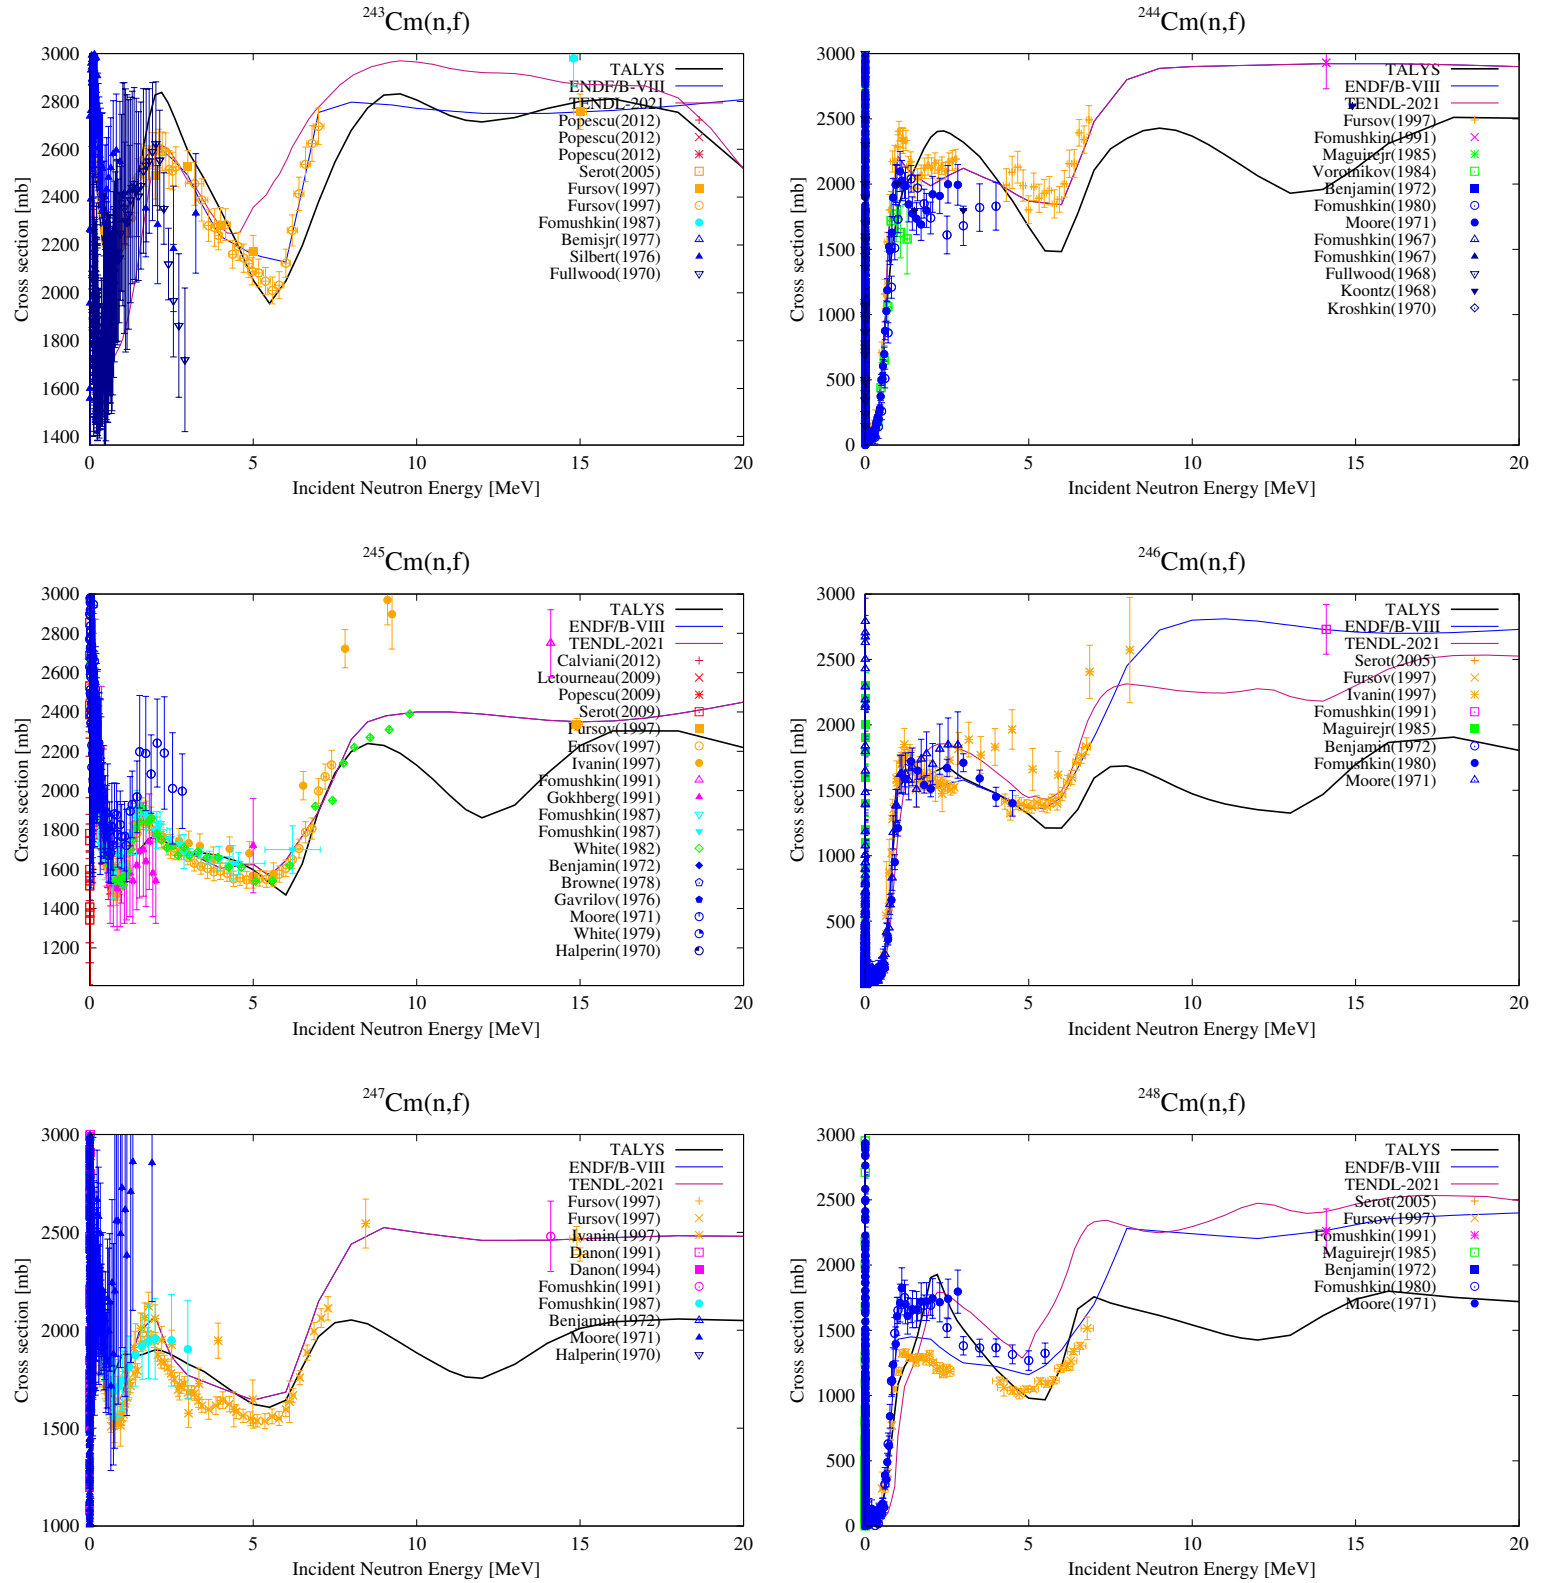 243Cm(n,f)
Cross section [mb]
3000
2800
2600
2400
2200
2000
1800
1600
1400
TALYS
ENDF/B-VIII
TENDL-2021
Popescu(2012)
Popescu(2012)
Popescu(2012)
Serot(2005)
Fursov(1997)
Fursov(1997)
Fomushkin(1987)
Bemisjr(1977)
Silbert(1976)
Fullwood(1970)
0 5 10 15 20
Incident Neutron Energy [MeV]
244Cm(n,f)
Cross section [mb]
3000
2500
2000
1500
1000
500
0
TALYS
ENDF/B-VIII
TENDL-2021
Fursov(1997)
Fomushkin(1991)
Maguirejr(1985)
Vorotnikov(1984)
Benjamin(1972)
Fomushkin(1980)
Moore(1971)
Fomushkin(1967)
Fomushkin(1967)
Fullwood(1968)
Koontz(1968)
Kroshkin(1970)
0 5 10 15 20
Incident Neutron Energy [MeV]
245Cm(n,f)
Cross section [mb]
3000
2800
2600
2400
2200
2000
1800
1600
1400
1200
TALYS
ENDF/B-VIII
TENDL-2021
Calviani(2012)
Letourneau(2009)
Popescu(2009)
Serot(2009)
Fursov(1997)
Fursov(1997)
Ivanin(1997)
Fomushkin(1991)
Gokhberg(1991)
Fomushkin(1987)
Fomushkin(1987)
White(1982)
Benjamin(1972)
Browne(1978)
Gavrilov(1976)
Moore(1971)
White(1979)
Halperin(1970)
0 5 10 15 20
Incident Neutron Energy [MeV]
246Cm(n,f)
Cross section [mb]
3000
2500
2000
1500
1000
500
0
TALYS
ENDF/B-VIII
TENDL-2021
Serot(2005)
Fursov(1997)
Ivanin(1997)
Fomushkin(1991)
Maguirejr(1985)
Benjamin(1972)
Fomushkin(1980)
Moore(1971)
0 5 10 15 20
Incident Neutron Energy [MeV]
247Cm(n,f)
Cross section [mb]
3000
2500
2000
1500
1000
TALYS
ENDF/B-VIII
TENDL-2021
Fursov(1997)
Fursov(1997)
Ivanin(1997)
Danon(1991)
Danon(1994)
Fomushkin(1991)
Fomushkin(1987)
Benjamin(1972)
Moore(1971)
Halperin(1970)
0 5 10 15 20
Incident Neutron Energy [MeV]
248Cm(n,f)
Cross section [mb]
3000
2500
2000
1500
1000
500
0
TALYS
ENDF/B-VIII
TENDL-2021
Serot(2005)
Fursov(1997)
Fomushkin(1991)
Maguirejr(1985)
Benjamin(1972)
Fomushkin(1980)
Moore(1971)
0 5 10 15 20
Incident Neutron Energy [MeV]